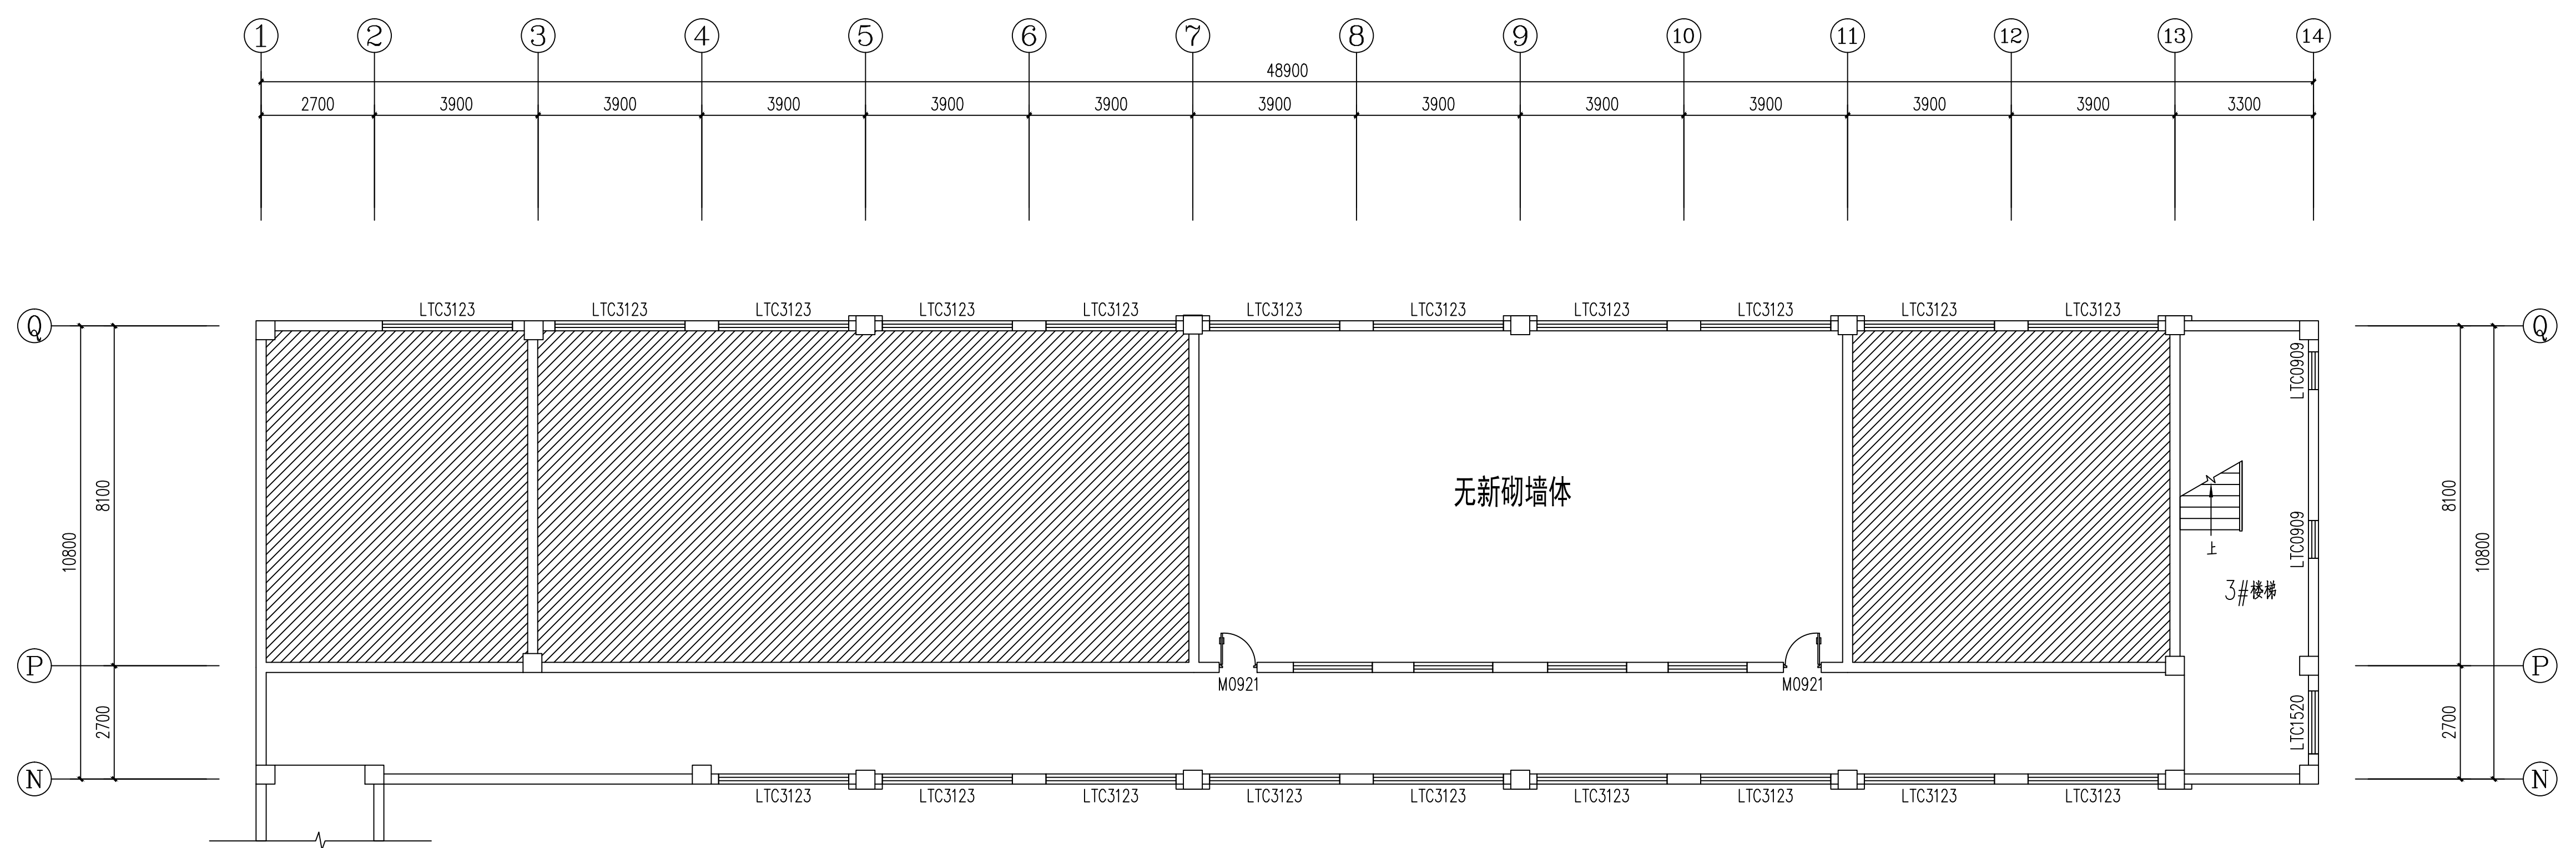 1 2 3 4 5 6 7 8 9 10 11 12 13 14
48900
2700 3900 3900 3900 3900 3900 3900 3900 3900 3900 3900 3900 3300
LTC3123 LTC3123 LTC3123 LTC3123 LTC3123 LTC3123 LTC3123 LTC3123 LTC3123 LTC3123 LTC3123
Q Q
LTC0909
8100 8100
10800 10800
无新砌墙体
上
LTC0909
3#楼梯
P P
M0921 M0921
2700 2700
LTC1520
N N
LTC3123 LTC3123 LTC3123 LTC3123 LTC3123 LTC3123 LTC3123 LTC3123 LTC3123